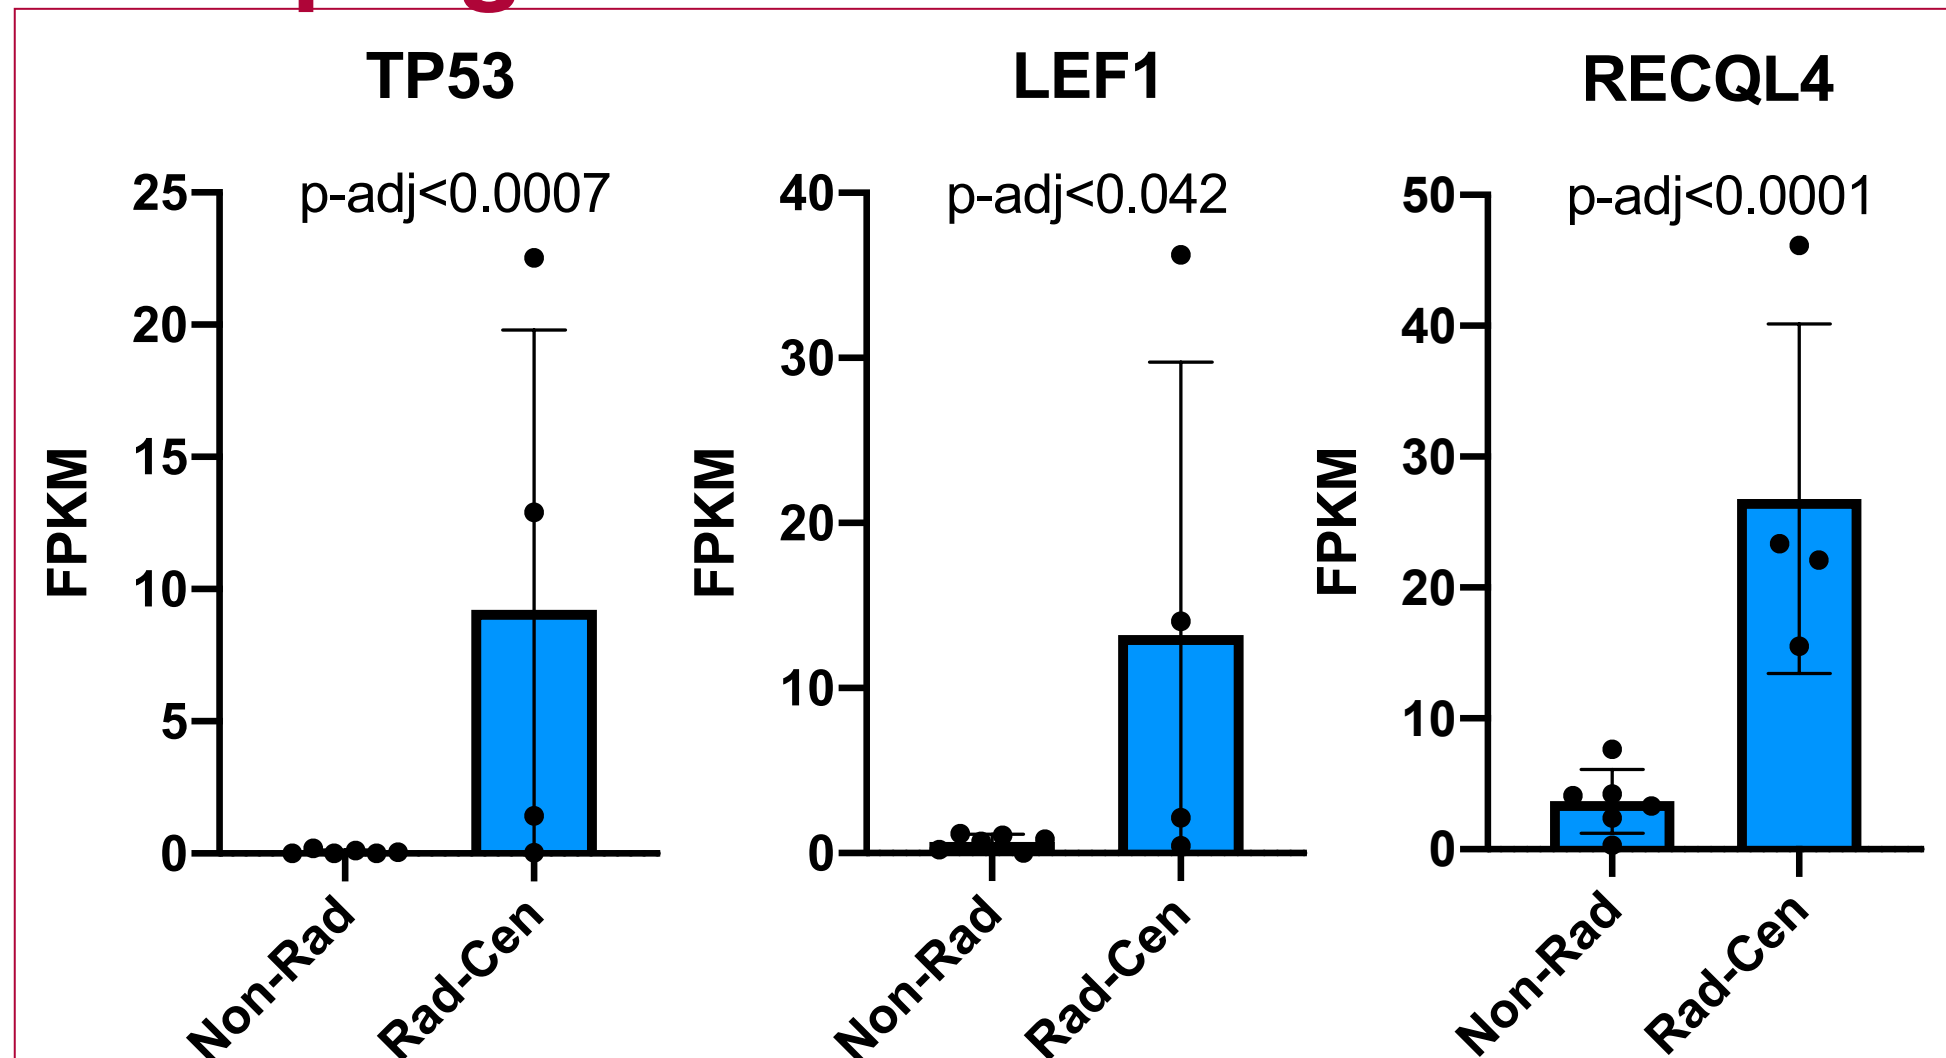 TP53
p-adj<0.0007
25
20
15
10
5
0
FPKM
Non-Rad
Rad-Cen
LEF1
p-adj<0.042
40
30
20
10
0
FPKM
Non-Rad
Rad-Cen
RECQL4
p-adj<0.0001
50
40
30
20
10
0
FPKM
Non-Rad
Rad-Cen